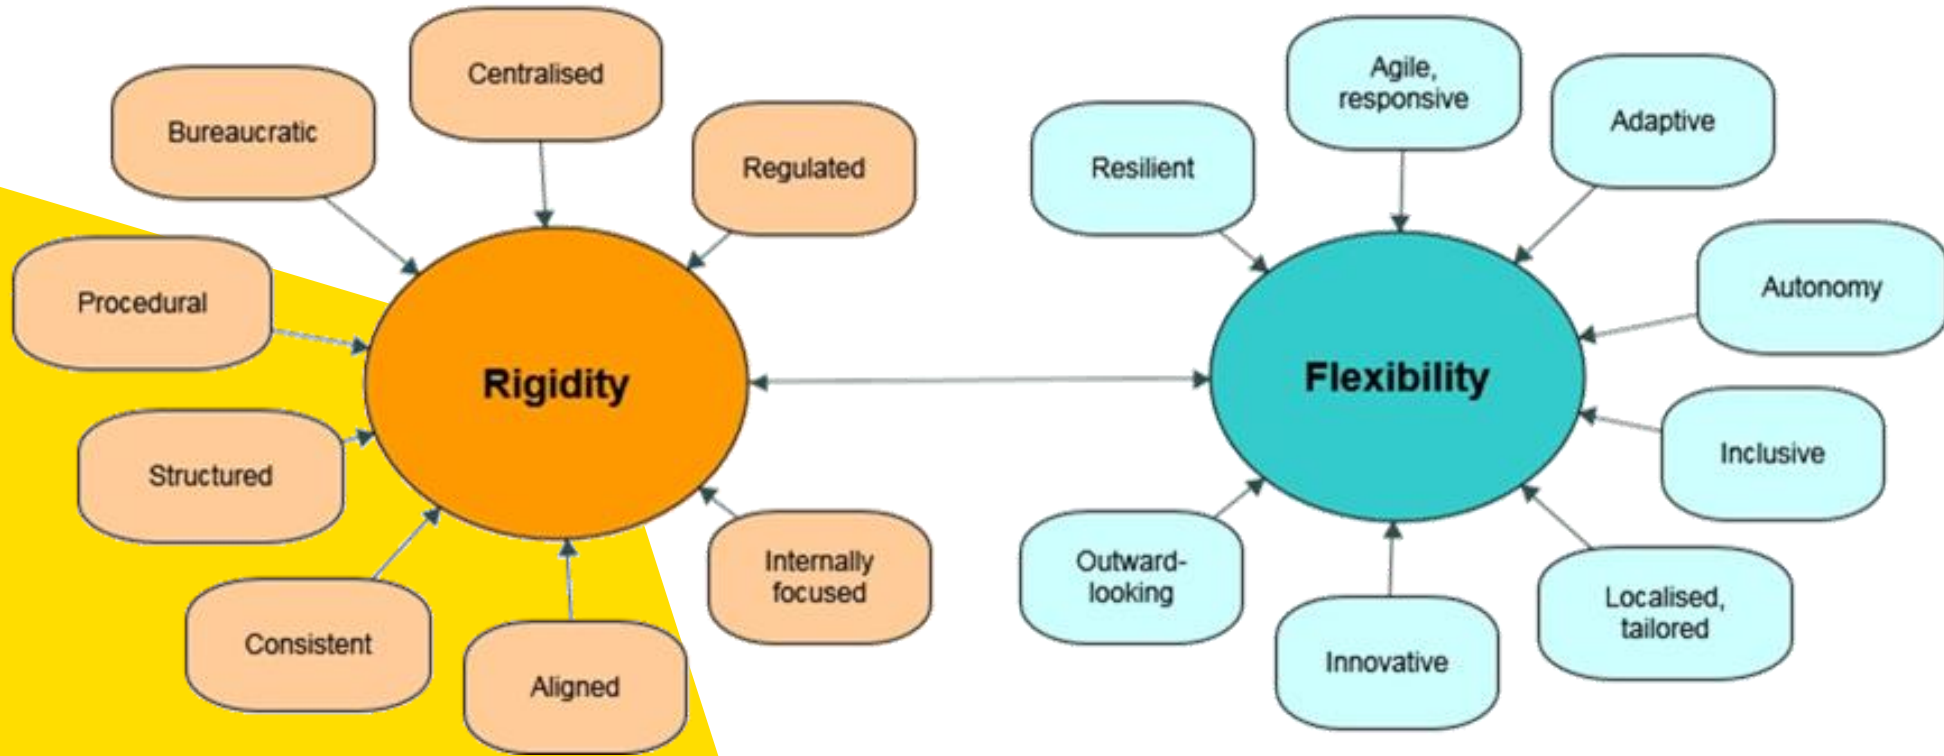 Centralised
Bureaucratic
Regulated
Procedural
Rigidity
Structured
Internally
focused
Consistent
Aligned
Agile,
responsive
Adaptive
Resilient
Autonomy
Flexibility
Inclusive
Outward-
looking
Localised,
tailored
Innovative